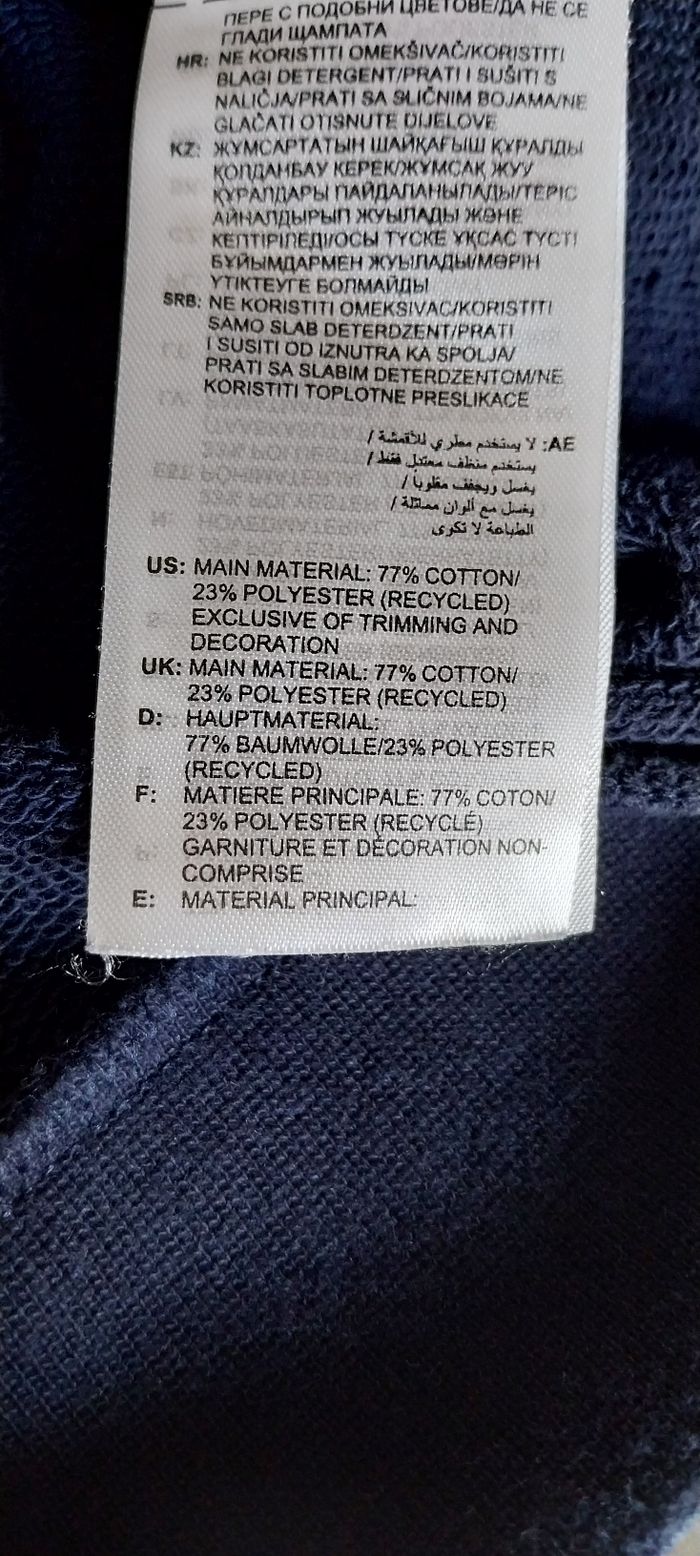 ПЕРЕ С ПОДОБНИ ЦВЕТОВЕ/ДА НЕ СЕ
ГЛАДИ ЩАМПАТА
HR: NE KORISTITI OMEKŠIVAČ/KORISTITI
BLAGI DETERGENT/PRATI I SUŠITI S
NALIČJA/PRATI SA SLIČNIM BOJAMA/NE
GLAČATI OTISNUTE DIJELOVE
KZ: ЖҰМСАРТАТЫН ШАЙҚАҒЫШ ҚҰРАЛДЫ
ҚОЛДАНБАУ КЕРЕК/ЖҰМСАҚ ЖУУ
ҚҰРАЛДАРЫ ПАЙДАЛАНЫЛАДЫ/ТЕРІС
АЙНАЛДЫРЫП ЖУЫЛАДЫ ЖӘНЕ
КЕПТІРІЛЕДІ/ОСЫ ТҮСКЕ ҰҚСАС ТҮСТІ
БҰЙЫМДАРМЕН ЖУЫЛАДЫ/МӨРІН
ҮТІКТЕУГЕ БОЛМАЙДЫ
SRB: NE KORISTITI OMEKSIVAC/KORISTITI
SAMO SLAB DETERDZENT/PRATI
I SUSITI OD IZNUTRA KA SPOLJA/
PRATI SA SLABIM DETERDZENTOM/NE
KORISTITI TOPLOTNE PRESLIKACE
AE: لا يستخدم مطري للأقمشة /
يستخدم منظف معتدل فقط /
يغسل ويجفف مقلوباً /
يغسل مع ألوان مماثلة /
الطباعة لا تكوى
US: MAIN MATERIAL: 77% COTTON/
23% POLYESTER (RECYCLED)
EXCLUSIVE OF TRIMMING AND
DECORATION
UK: MAIN MATERIAL: 77% COTTON/
23% POLYESTER (RECYCLED)
D: HAUPTMATERIAL:
77% BAUMWOLLE/23% POLYESTER
(RECYCLED)
F: MATIERE PRINCIPALE: 77% COTON/
23% POLYESTER (RECYCLÉ)
GARNITURE ET DÉCORATION NON-
COMPRISE
E: MATERIAL PRINCIPAL: